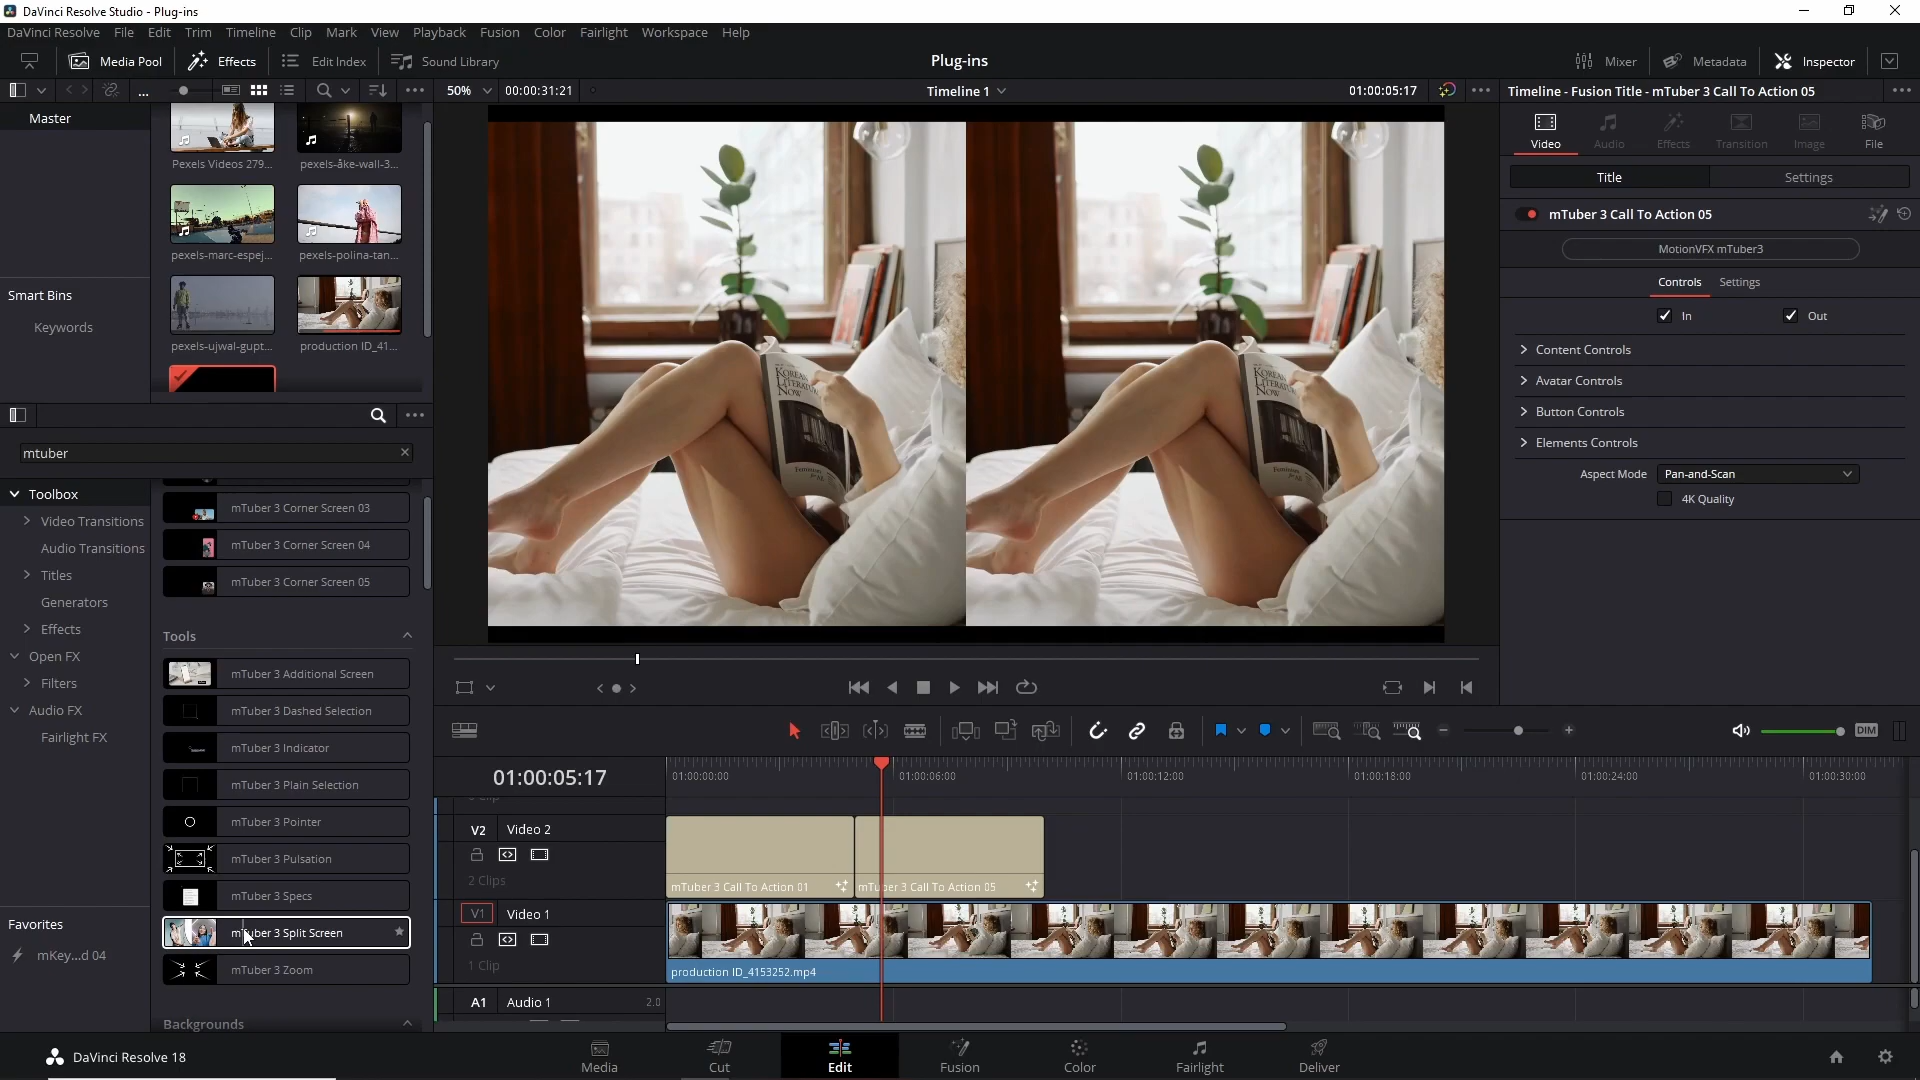 DaVinci Resolve Studio - Plug-ins
DaVinci Resolve File Edit Trim Timeline Clip Mark View Playback Fusion Color Fairlight Workspace Help
Media Pool Effects Edit Index Sound Library Plug-ins Mixer Metadata Inspector
... 50% 00:00:31:21 Timeline 1 01:00:05:17 Timeline - Fusion Title - mTuber 3 Call To Action 05
Master
Pexels Videos 279... pexels-åke-wall-3...
pexels-marc-espej... pexels-polina-tan...
Smart Bins
Keywords
pexels-ujwal-gupt... production ID_41...
KOREAN LITERATURE NOW
KOREAN LITERATURE NOW
Video Audio Effects Transition Image File
Title Settings
mTuber 3 Call To Action 05
MotionVFX mTuber3
Controls Settings
In Out
Content Controls
Avatar Controls
Button Controls
Elements Controls
Aspect Mode Pan-and-Scan
4K Quality
mtuber
Toolbox
Video Transitions
Audio Transitions
Titles
Generators
Effects
Open FX
Filters
Audio FX
Fairlight FX
Favorites
mKey...d 04
mTuber 3 Corner Screen 03
mTuber 3 Corner Screen 04
mTuber 3 Corner Screen 05
Tools
mTuber 3 Additional Screen
mTuber 3 Dashed Selection
mTuber 3 Indicator
mTuber 3 Plain Selection
mTuber 3 Pointer
mTuber 3 Pulsation
mTuber 3 Specs
mTuber 3 Split Screen
mTuber 3 Zoom
Backgrounds
DIM
01:00:05:17 01:00:00:00 01:00:06:00 01:00:12:00 01:00:18:00 01:00:24:00 01:00:30:00
V2 Video 2
2 Clips
mTuber 3 Call To Action 01 mTuber 3 Call To Action 05
V1 Video 1
1 Clip
production ID_4153252.mp4
A1 Audio 1 2.0
DaVinci Resolve 18 Media Cut Edit Fusion Color Fairlight Deliver